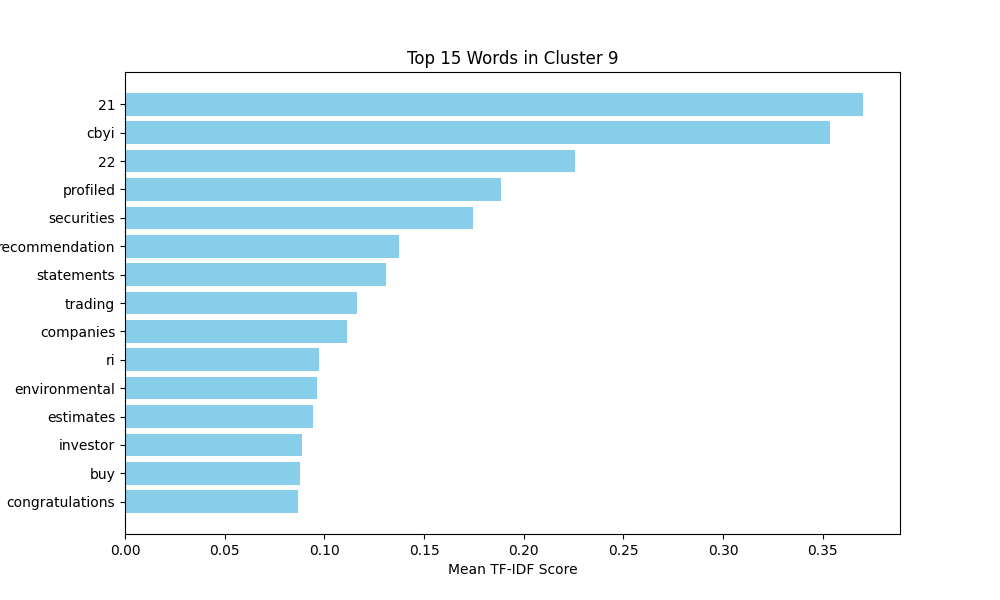 Top 15 Words in Cluster 9
21
cbyi
22
profiled
securities
recommendation
statements
trading
companies
ri
environmental
estimates
investor
buy
congratulations
0.00 0.05 0.10 0.15 0.20 0.25 0.30 0.35
Mean TF-IDF Score